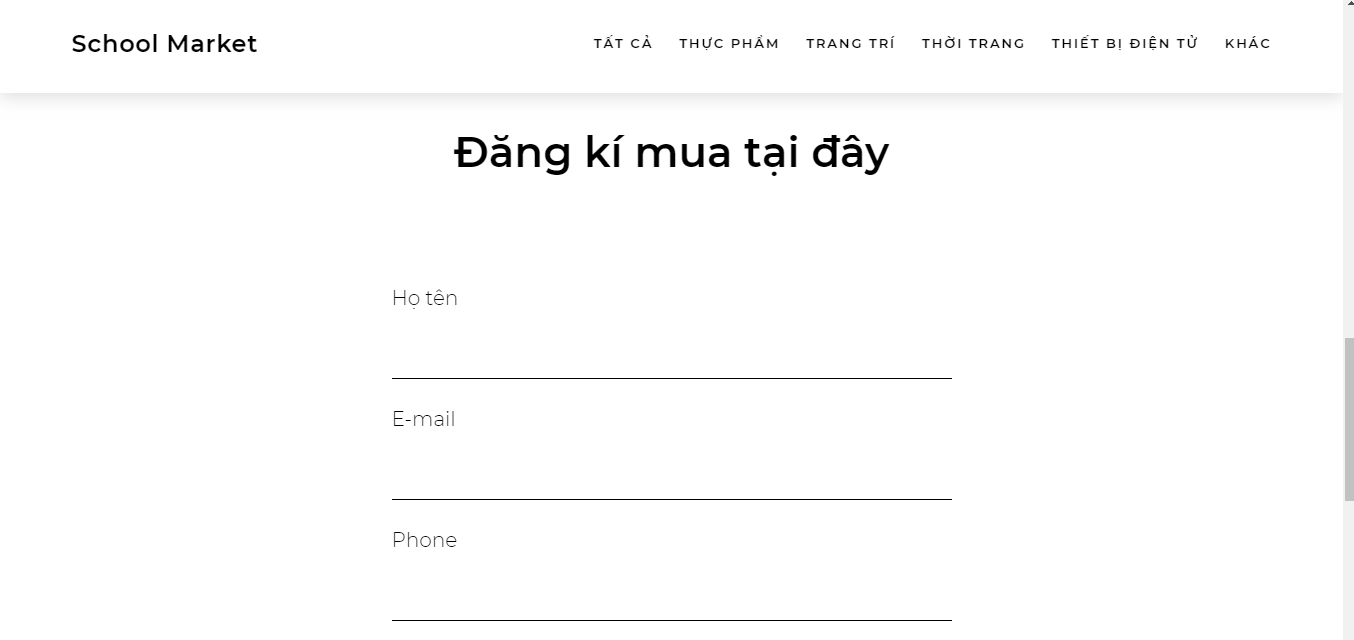 School Market
TẤT CẢ THỰC PHẨM TRANG TRÍ THỜI TRANG THIẾT BỊ ĐIỆN TỬ KHÁC
Đăng kí mua tại đây
Họ tên
E-mail
Phone